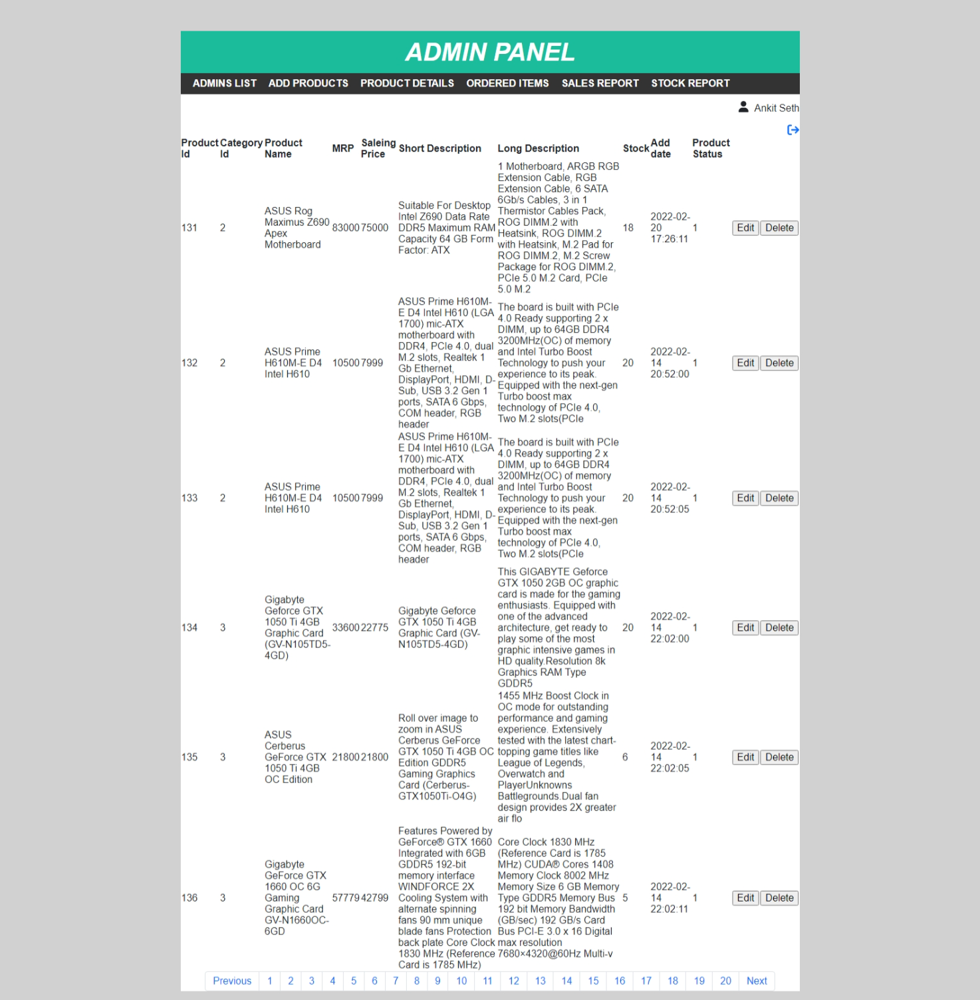 ADMIN PANEL
ADMINS LIST ADD PRODUCTS PRODUCT DETAILS ORDERED ITEMS SALES REPORT STOCK REPORT
Ankit Seth
Product Id Category Id Product Name MRP Saleing Price Short Description Long Description Stock Add date Product Status
131
2
ASUS Rog
Maximus Z690
Apex
Motherboard
83000
75000
Suitable For Desktop
Intel Z690 Data Rate
DDR5 Maximum RAM
Capacity 64 GB Form
Factor: ATX
1 Motherboard, ARGB RGB
Extension Cable, RGB
Extension Cable, 6 SATA
6Gb/s Cables, 3 in 1
Thermistor Cables Pack,
ROG DIMM.2 with
Heatsink, ROG DIMM.2
with Heatsink, M.2 Pad for
ROG DIMM.2, M.2 Screw
Package for ROG DIMM.2,
PCIe 5.0 M.2 Card, PCIe
5.0 M.2
18
2022-02-
20
17:26:11
1
Edit Delete
132
2
ASUS Prime
H610M-E D4
Intel H610
10500
7999
ASUS Prime H610M-
E D4 Intel H610 (LGA
1700) mic-ATX
motherboard with
DDR4, PCIe 4.0, dual
M.2 slots, Realtek 1
Gb Ethernet,
DisplayPort, HDMI, D-
Sub, USB 3.2 Gen 1
ports, SATA 6 Gbps,
COM header, RGB
header
The board is built with PCIe
4.0 Ready supporting 2 x
DIMM, up to 64GB DDR4
3200MHz(OC) of memory
and Intel Turbo Boost
Technology to push your
experience to its peak.
Equipped with the next-gen
Turbo boost max
technology of PCIe 4.0,
Two M.2 slots(PCIe
20
2022-02-
14
20:52:00
1
Edit Delete
133
2
ASUS Prime
H610M-E D4
Intel H610
10500
7999
ASUS Prime H610M-
E D4 Intel H610 (LGA
1700) mic-ATX
motherboard with
DDR4, PCIe 4.0, dual
M.2 slots, Realtek 1
Gb Ethernet,
DisplayPort, HDMI, D-
Sub, USB 3.2 Gen 1
ports, SATA 6 Gbps,
COM header, RGB
header
The board is built with PCIe
4.0 Ready supporting 2 x
DIMM, up to 64GB DDR4
3200MHz(OC) of memory
and Intel Turbo Boost
Technology to push your
experience to its peak.
Equipped with the next-gen
Turbo boost max
technology of PCIe 4.0,
Two M.2 slots(PCIe
20
2022-02-
14
20:52:05
1
Edit Delete
134
3
Gigabyte
Geforce GTX
1050 Ti 4GB
Graphic Card
(GV-N105TD5-
4GD)
33600
22775
Gigabyte Geforce
GTX 1050 Ti 4GB
Graphic Card (GV-
N105TD5-4GD)
This GIGABYTE Geforce
GTX 1050 2GB OC graphic
card is made for the gaming
enthusiasts. Equipped with
one of the advanced
architecture, get ready to
play some of the most
graphic intensive games in
HD quality.Resolution 8k
Graphics RAM Type
GDDR5
20
2022-02-
14
22:02:00
1
Edit Delete
135
3
ASUS
Cerberus
GeForce GTX
1050 Ti 4GB
OC Edition
21800
21800
Roll over image to
zoom in ASUS
Cerberus GeForce
GTX 1050 Ti 4GB OC
Edition GDDR5
Gaming Graphics
Card (Cerberus-
GTX1050Ti-O4G)
1455 MHz Boost Clock in
OC mode for outstanding
performance and gaming
experience. Extensively
tested with the latest chart-
topping game titles like
League of Legends,
Overwatch and
PlayerUnknowns
Battlegrounds.Dual fan
design provides 2X greater
air flo
6
2022-02-
14
22:02:05
1
Edit Delete
136
3
Gigabyte
GeForce GTX
1660 OC 6G
Gaming
Graphic Card
GV-N1660OC-
6GD
57779
42799
Features Powered by
GeForce® GTX 1660
Integrated with 6GB
GDDR5 192-bit
memory interface
WINDFORCE 2X
Cooling System with
alternate spinning
fans 90 mm unique
blade fans Protection
back plate Core Clock
1830 MHz (Reference
Card is 1785 MHz)
Core Clock 1830 MHz
(Reference Card is 1785
MHz) CUDA® Cores 1408
Memory Clock 8002 MHz
Memory Size 6 GB Memory
Type GDDR5 Memory Bus
192 bit Memory Bandwidth
(GB/sec) 192 GB/s Card
Bus PCI-E 3.0 x 16 Digital
max resolution
7680×4320@60Hz Multi-v
5
2022-02-
14
22:02:11
1
Edit Delete
Previous 1 2 3 4 5 6 7 8 9 10 11 12 13 14 15 16 17 18 19 20 Next